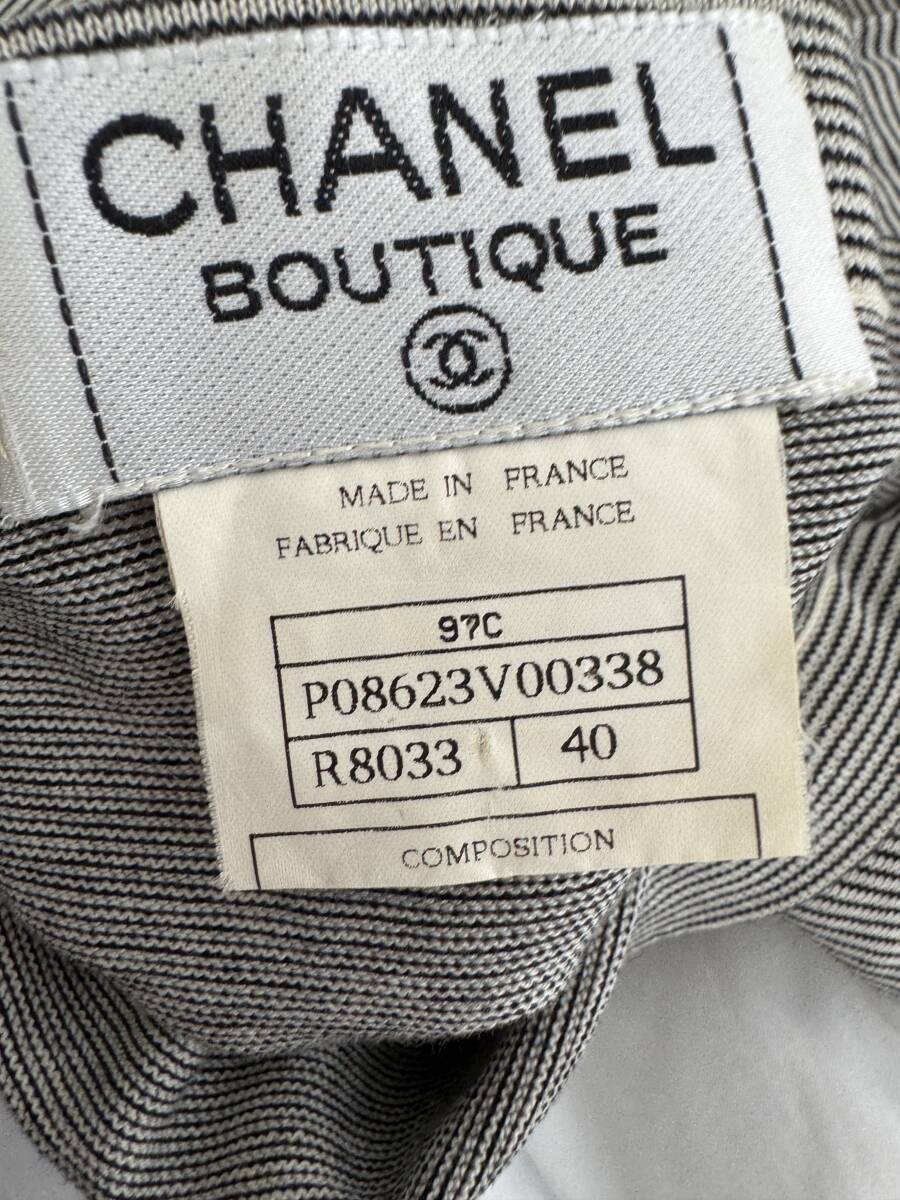 CHANEL
BOUTIQUE
MADE IN FRANCE
FABRIQUE EN FRANCE
97C
P08623V00338
R8033 40
COMPOSITION